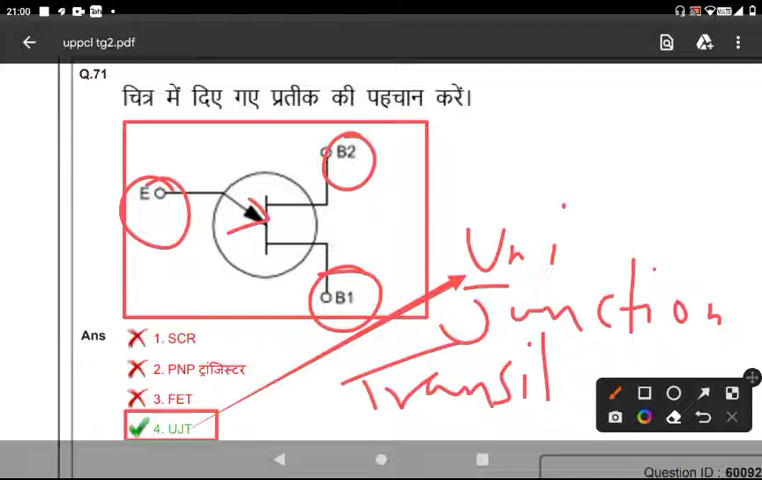 21:00
uppcl tg2.pdf
Q.71
चित्र में दिए गए प्रतीक की पहचान करें।
B2
E
B1
Uni
Junction
Transil
Ans
1. SCR
2. PNP ट्रांजिस्टर
3. FET
4. UJT
Question ID : 60092